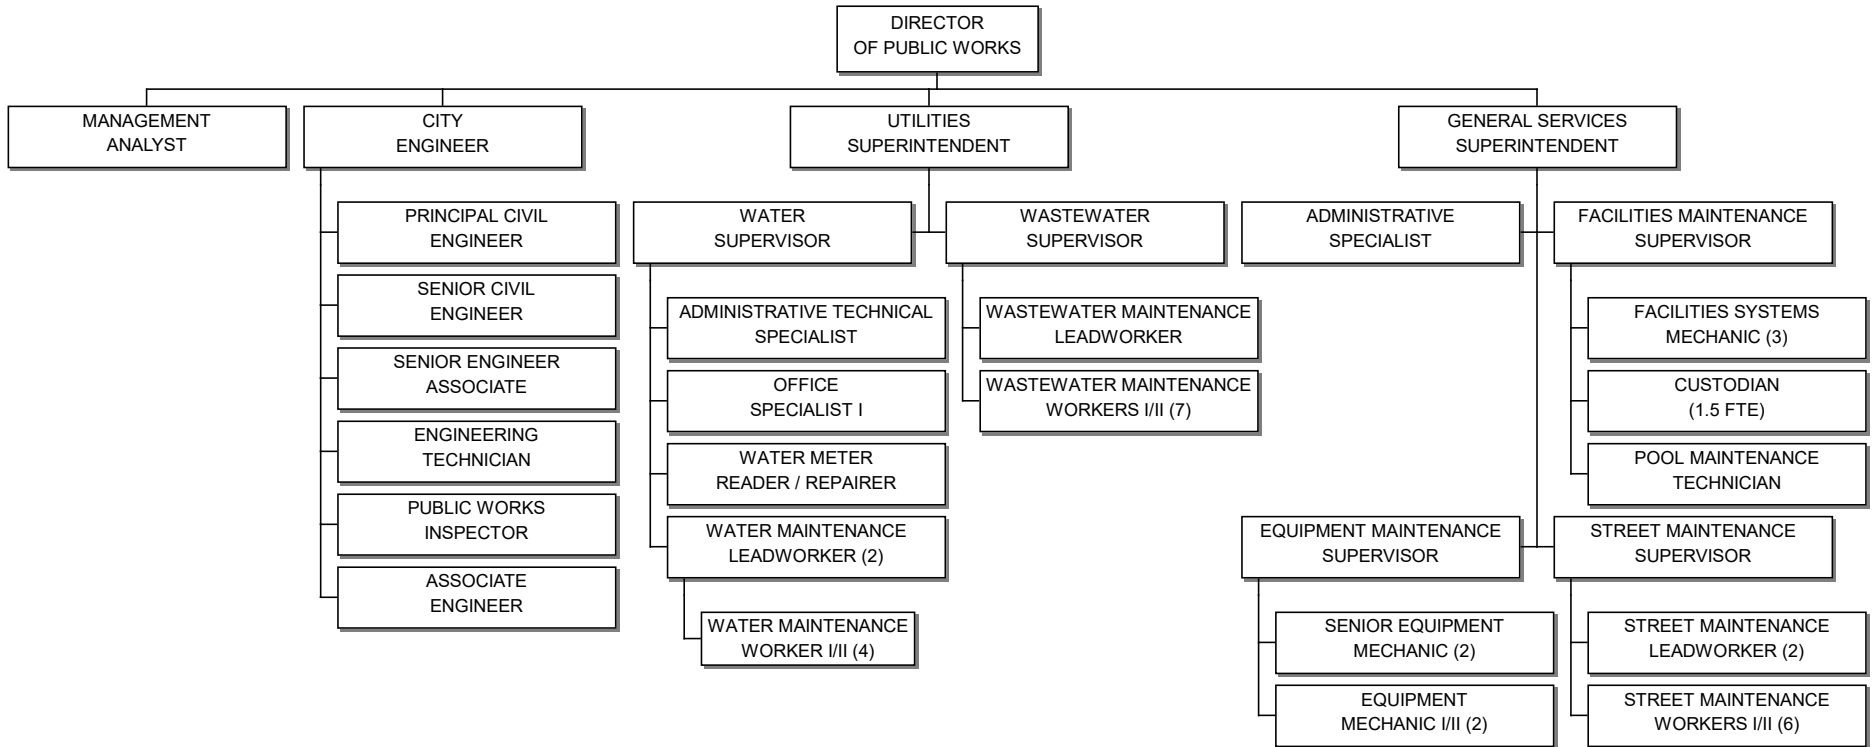 DIRECTOR
OF PUBLIC WORKS
MANAGEMENT
ANALYST
CITY
ENGINEER
UTILITIES
SUPERINTENDENT
GENERAL SERVICES
SUPERINTENDENT
PRINCIPAL CIVIL
ENGINEER
SENIOR CIVIL
ENGINEER
SENIOR ENGINEER
ASSOCIATE
ENGINEERING
TECHNICIAN
PUBLIC WORKS
INSPECTOR
ASSOCIATE
ENGINEER
WATER
SUPERVISOR
ADMINISTRATIVE TECHNICAL
SPECIALIST
OFFICE
SPECIALIST I
WATER METER
READER / REPAIRER
WATER MAINTENANCE
LEADWORKER (2)
WATER MAINTENANCE
WORKER I/II (4)
WASTEWATER
SUPERVISOR
WASTEWATER MAINTENANCE
LEADWORKER
WASTEWATER MAINTENANCE
WORKERS I/II (7)
ADMINISTRATIVE
SPECIALIST
FACILITIES MAINTENANCE
SUPERVISOR
FACILITIES SYSTEMS
MECHANIC (3)
CUSTODIAN
(1.5 FTE)
POOL MAINTENANCE
TECHNICIAN
EQUIPMENT MAINTENANCE
SUPERVISOR
SENIOR EQUIPMENT
MECHANIC (2)
EQUIPMENT
MECHANIC I/II (2)
STREET MAINTENANCE
SUPERVISOR
STREET MAINTENANCE
LEADWORKER (2)
STREET MAINTENANCE
WORKERS I/II (6)